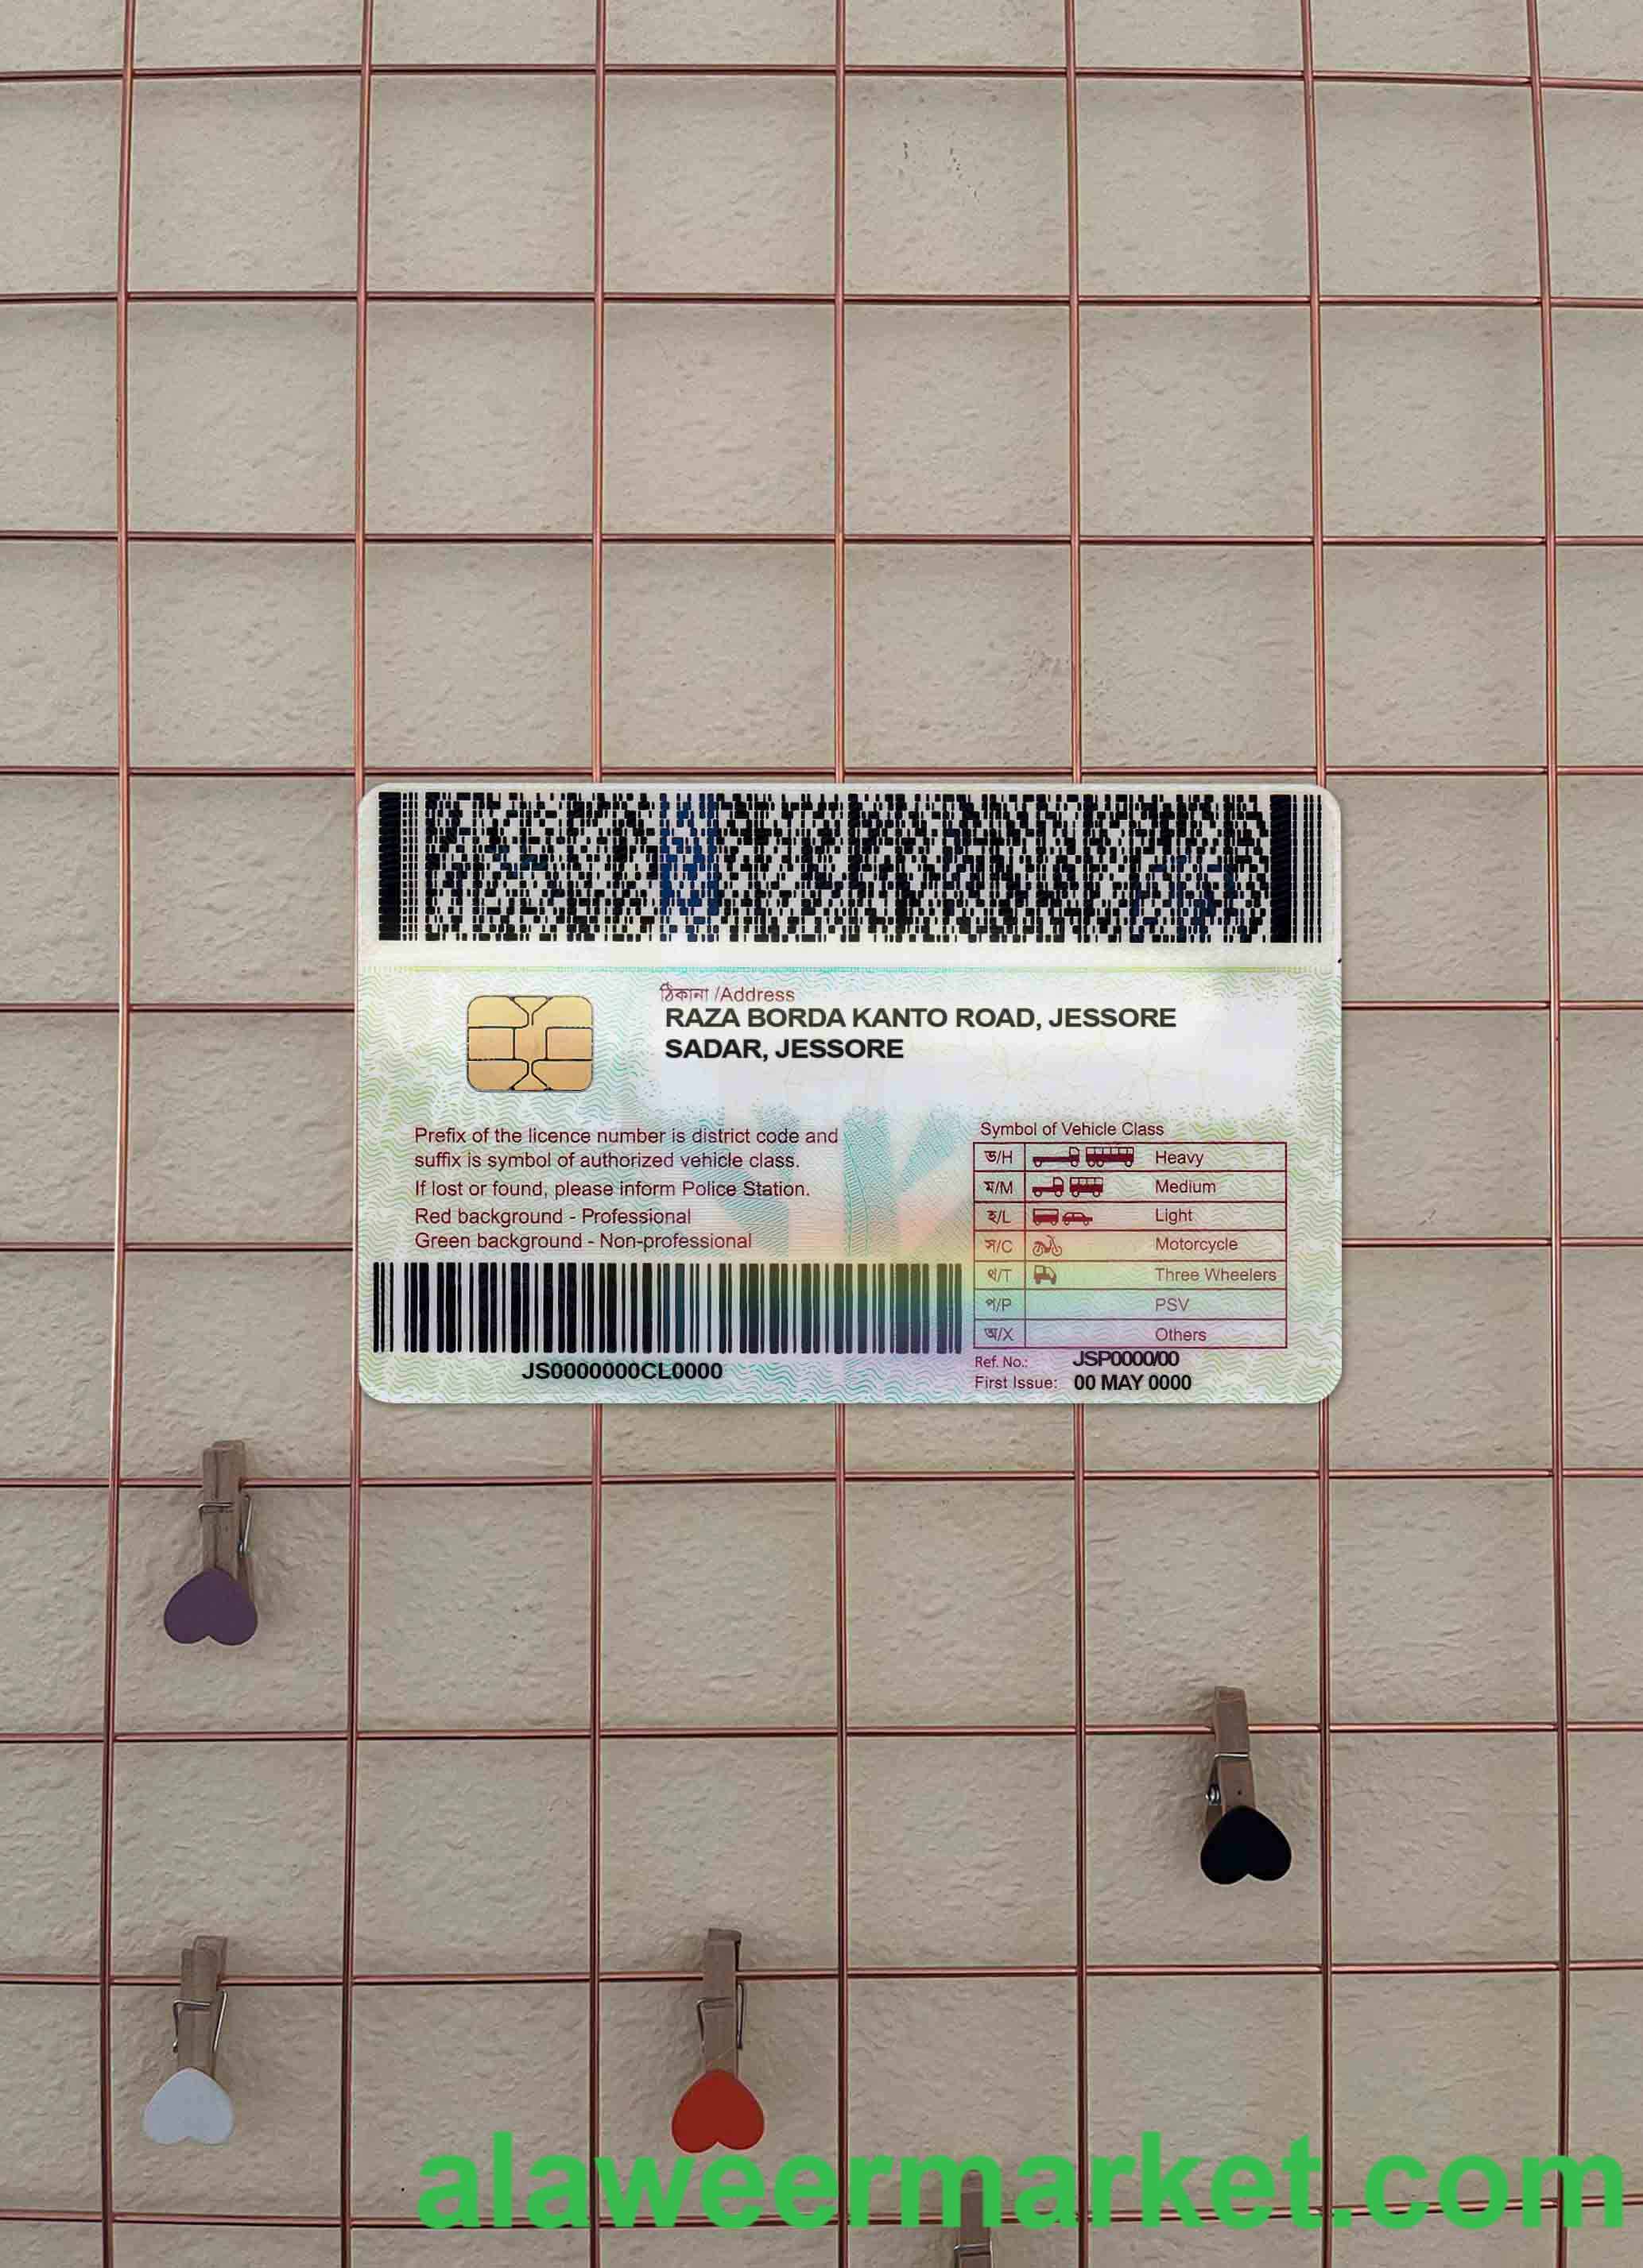 ঠিকানা /Address
RAZA BORDA KANTO ROAD, JESSORE
SADAR, JESSORE
Prefix of the licence number is district code and
suffix is symbol of authorized vehicle class.
If lost or found, please inform Police Station.
Red background - Professional
Green background - Non-professional
JS0000000CL0000
Symbol of Vehicle Class
ভ/H Heavy
ম/M Medium
হ/L Light
স/C Motorcycle
থ/T Three Wheelers
প/P PSV
অ/X Others
Ref. No.: JSP0000/00
First Issue: 00 MAY 0000
alaweermarket.com